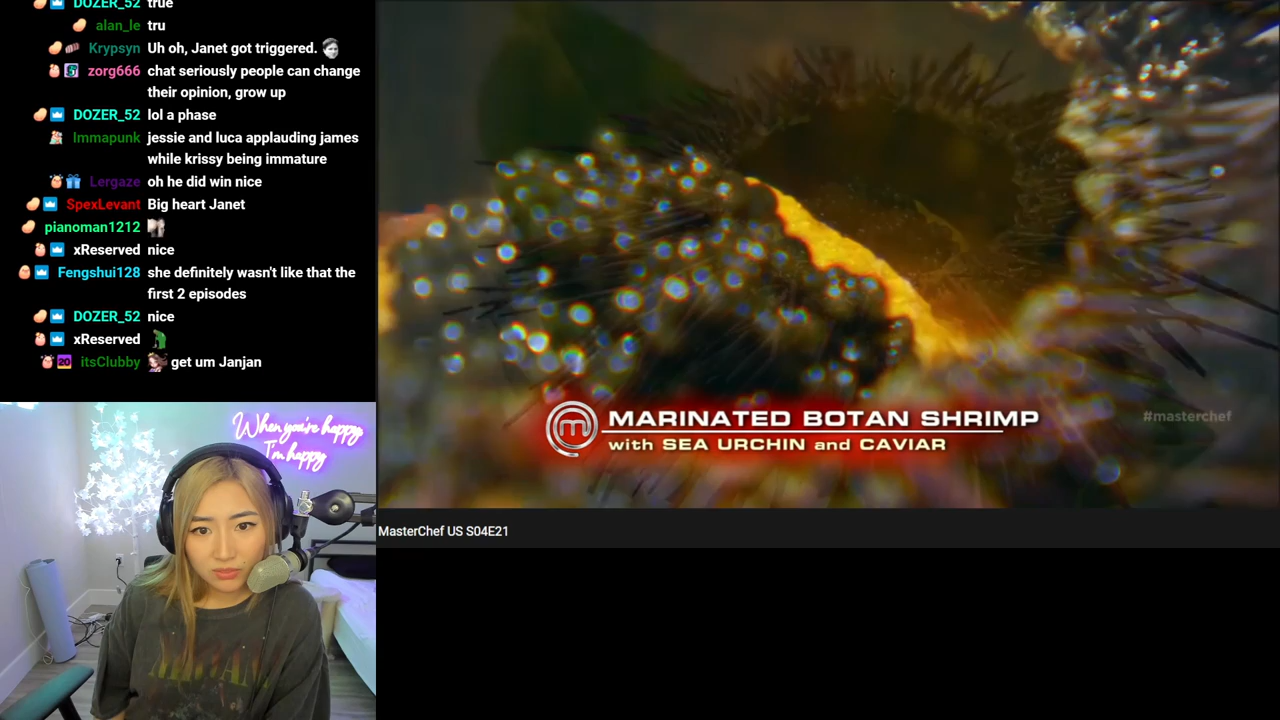 DOZER_52 true
alan_le tru
Krypsyn Uh oh, Janet got triggered.
zorg666 chat seriously people can change
their opinion, grow up
DOZER_52 lol a phase
Immapunk jessie and luca applauding james
while krissy being immature
Lergaze oh he did win nice
SpexLevant Big heart Janet
pianoman1212
xReserved nice
Fengshui128 she definitely wasn't like that the
first 2 episodes
DOZER_52 nice
xReserved
20 itsClubby get um Janjan
When you're happy
I'm happy
m MARINATED BOTAN SHRIMP
with SEA URCHIN and CAVIAR
#masterchef
MasterChef US S04E21